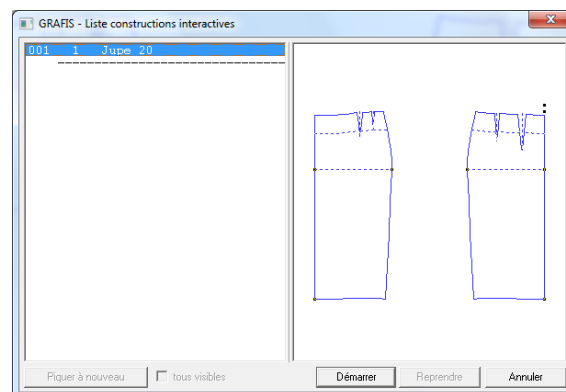 GRAFIS - Liste constructions interactives
001 1 Jupe 20
Piquer à nouveau
tous visibles
Démarrer
Reprendre
Annuler